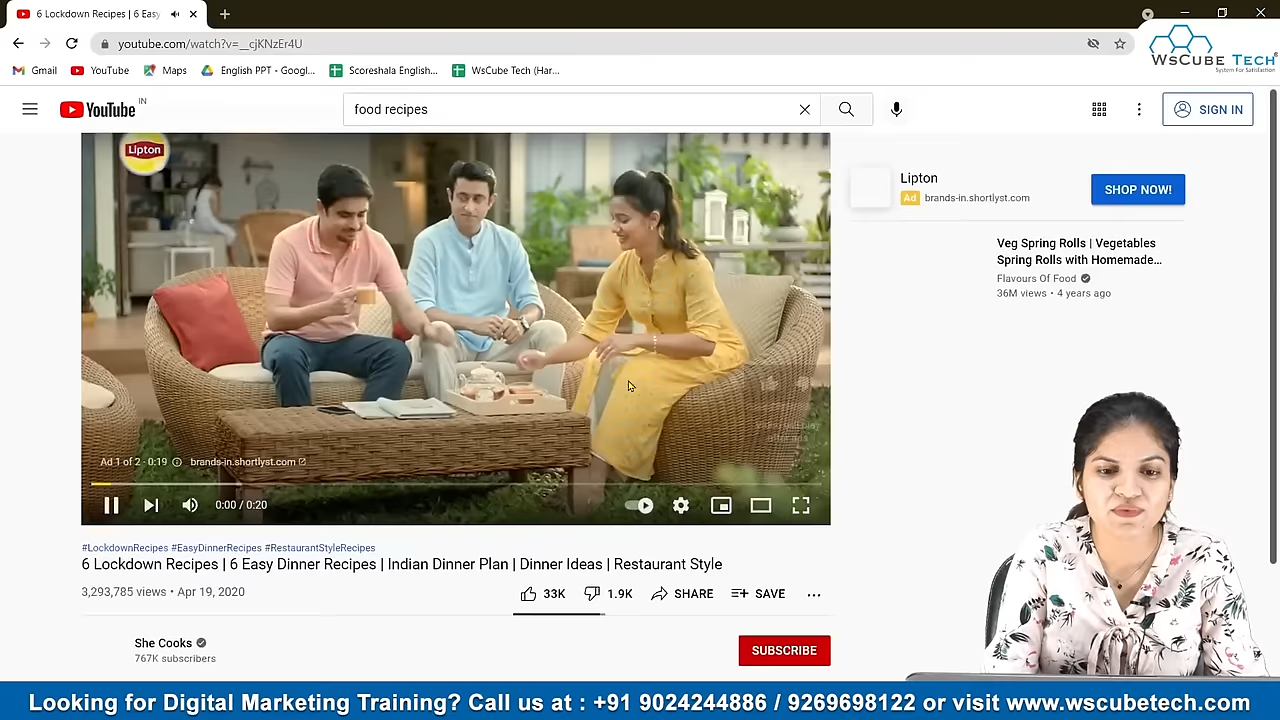 6 Lockdown Recipes | 6 Easy
youtube.com/watch?v=__cjKNzEr4U
Gmail
YouTube
Maps
English PPT - Googl...
Scoreshala English...
WsCube Tech (Har...
WsCube Tech®
System For Satisfaction
YouTube IN
food recipes
SIGN IN
Lipton
Lipton
Ad brands-in.shortlyst.com
SHOP NOW!
Veg Spring Rolls | Vegetables
Spring Rolls with Homemade...
Flavours Of Food
36M views • 4 years ago
Ad 1 of 2 · 0:19 brands-in.shortlyst.com
0:00 / 0:20
#LockdownRecipes #EasyDinnerRecipes #RestaurantStyleRecipes
6 Lockdown Recipes | 6 Easy Dinner Recipes | Indian Dinner Plan | Dinner Ideas | Restaurant Style
3,293,785 views • Apr 19, 2020
33K
1.9K
SHARE
SAVE
She Cooks
767K subscribers
SUBSCRIBE
Looking for Digital Marketing Training? Call us at : +91 9024244886 / 9269698122 or visit www.wscubetech.com